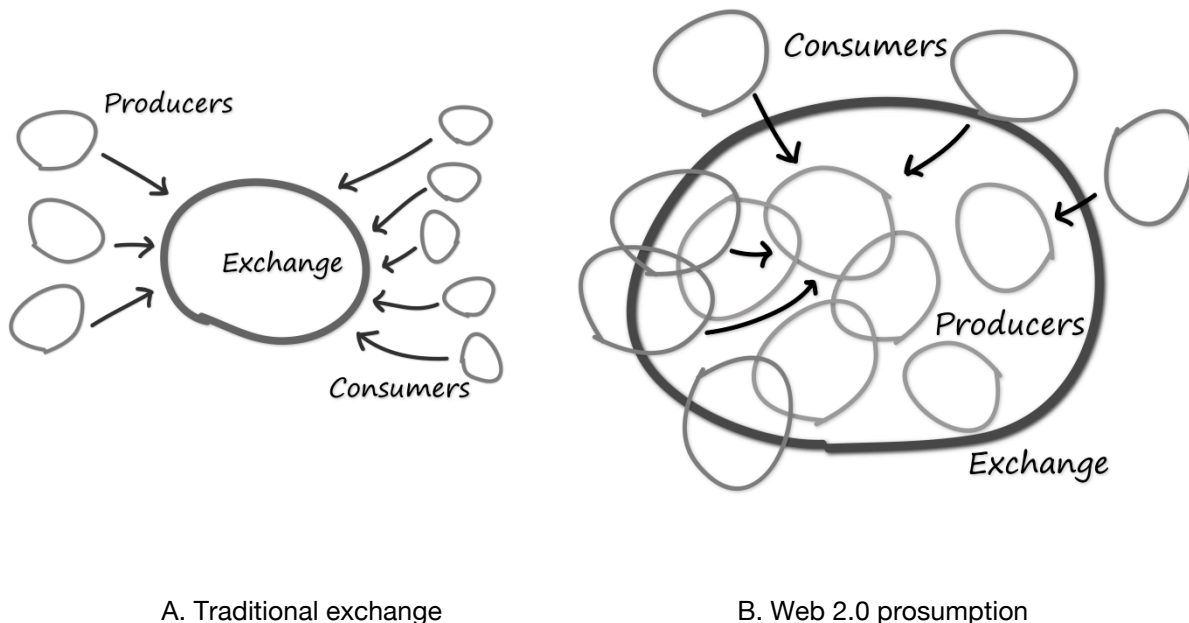 Producers
Exchange
Consumers
A. Traditional exchange
Consumers
Producers
Exchange
B. Web 2.0 prosumption